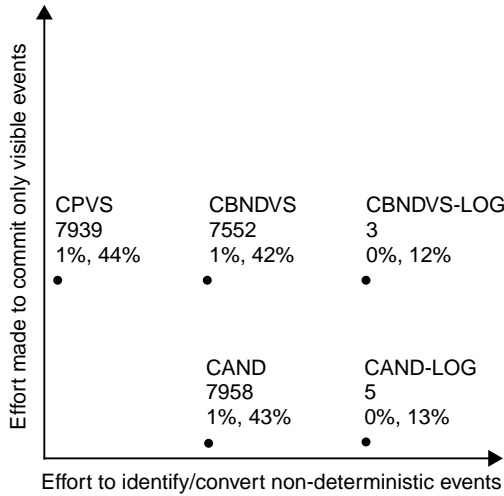 Effort made to commit only visible events
CPVS
7939
1%, 44%
CBNDVS
7552
1%, 42%
CBNDVS-LOG
3
0%, 12%
CAND
7958
1%, 43%
CAND-LOG
5
0%, 13%
Effort to identify/convert non-deterministic events